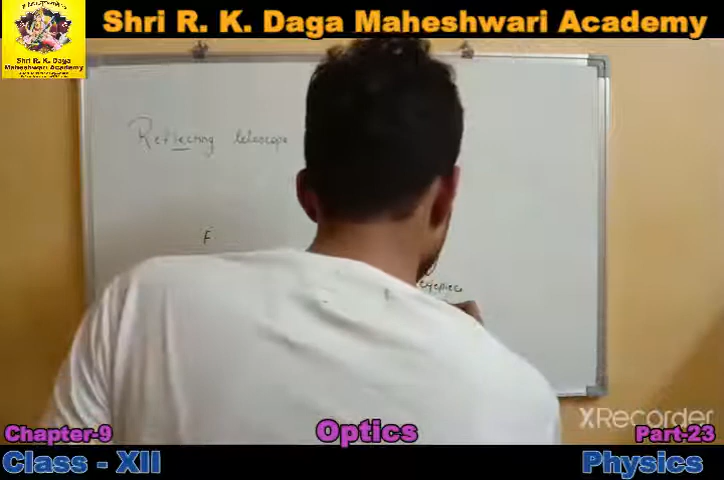 Shri R. K. Daga Maheshwari Academy
Shri R. K. Daga
Maheshwari Academy
Reflecting telescope
F
eyepiece
XRecorder
Chapter-9
Optics
Part-23
Class - XII
Physics